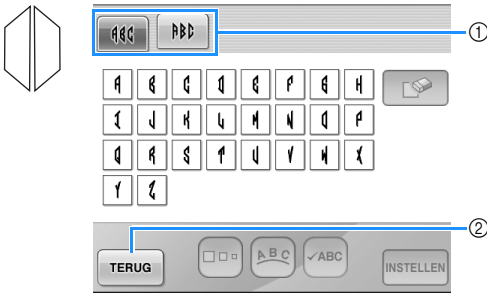 ABC ABC ①
A B C D E F G H
I J K L M N O P
Q R S T U V W X
Y Z
②
TERUG ABC ✓ABC INSTELLEN